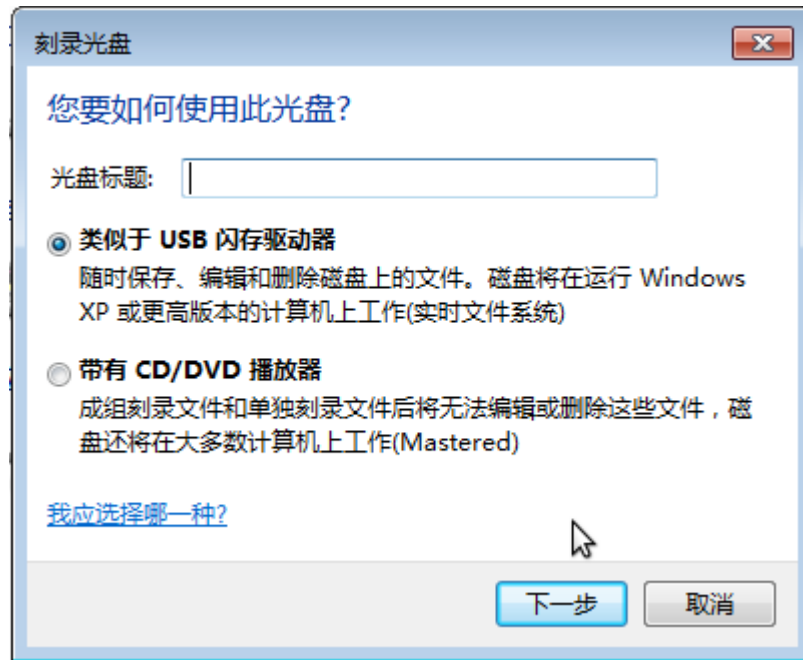 刻录光盘
您要如何使用此光盘?
光盘标题:
类似于 USB 闪存驱动器
随时保存、编辑和删除磁盘上的文件。磁盘将在运行 Windows
XP 或更高版本的计算机上工作(实时文件系统)
带有 CD/DVD 播放器
成组刻录文件和单独刻录文件后将无法编辑或删除这些文件，磁
盘还将在大多数计算机上工作(Mastered)
我应选择哪一种?
下一步
取消